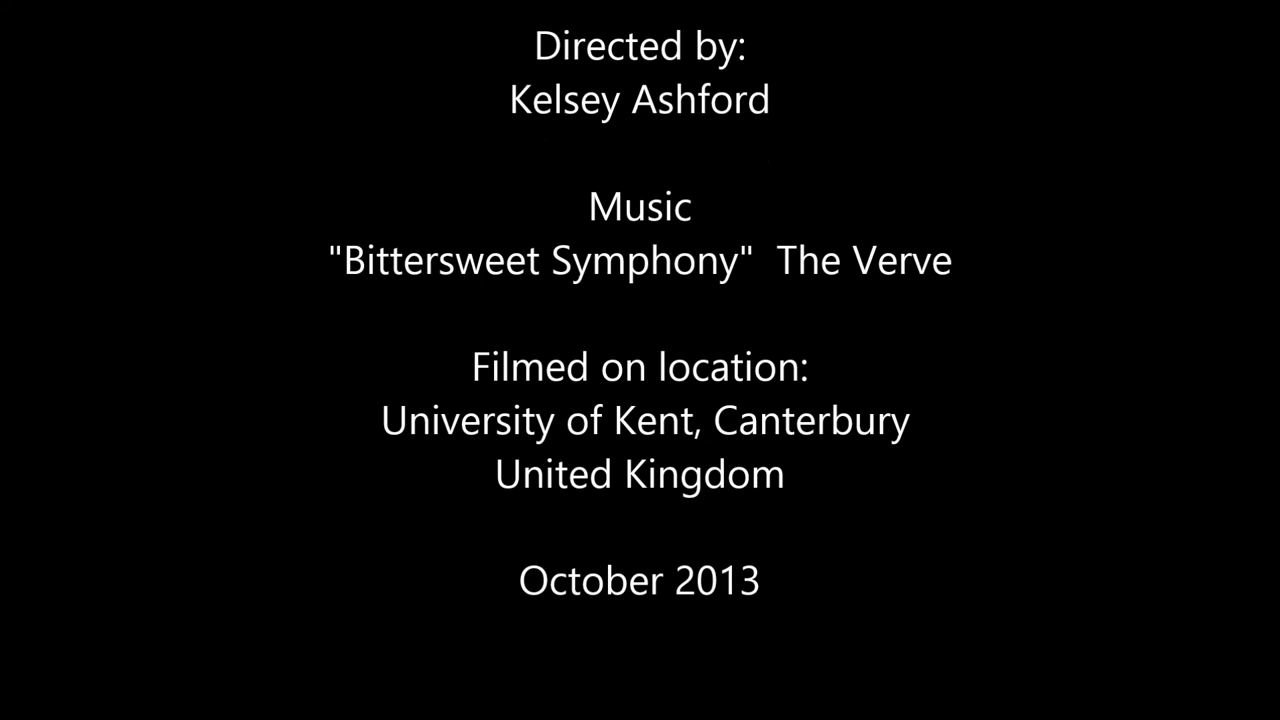 Directed by:
Kelsey Ashford
Music
"Bittersweet Symphony"  The Verve
Filmed on location:
University of Kent, Canterbury
United Kingdom
October 2013